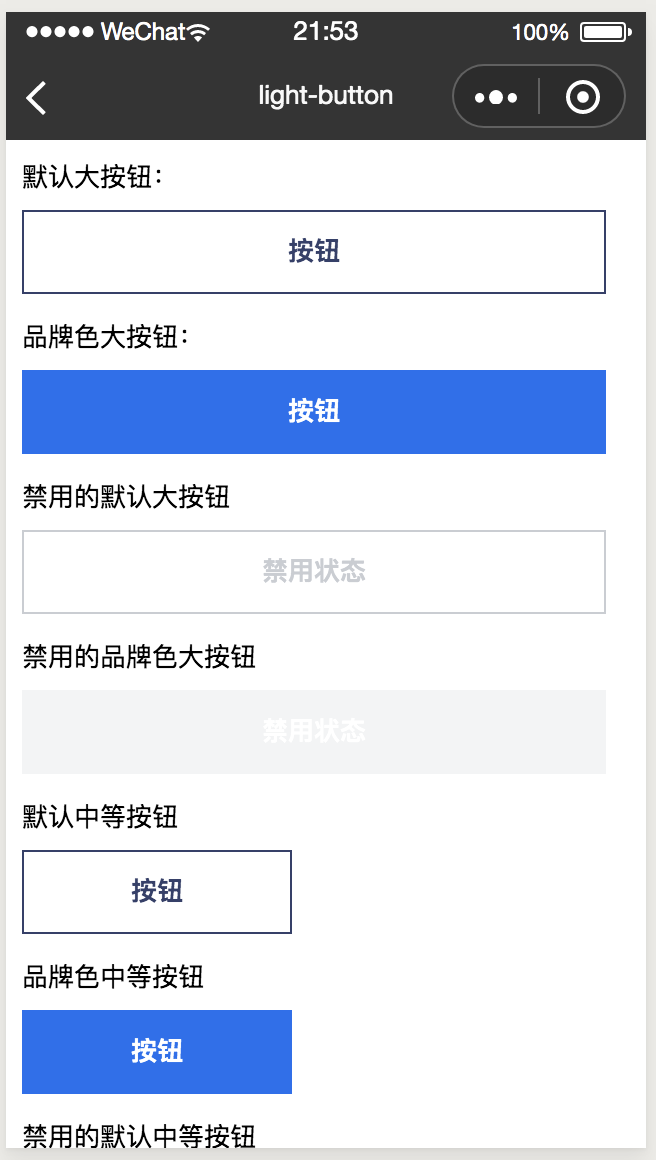 WeChat 21:53 100%
light-button
默认大按钮：
按钮
品牌色大按钮：
按钮
禁用的默认大按钮
禁用状态
禁用的品牌色大按钮
禁用状态
默认中等按钮
按钮
品牌色中等按钮
按钮
禁用的默认中等按钮